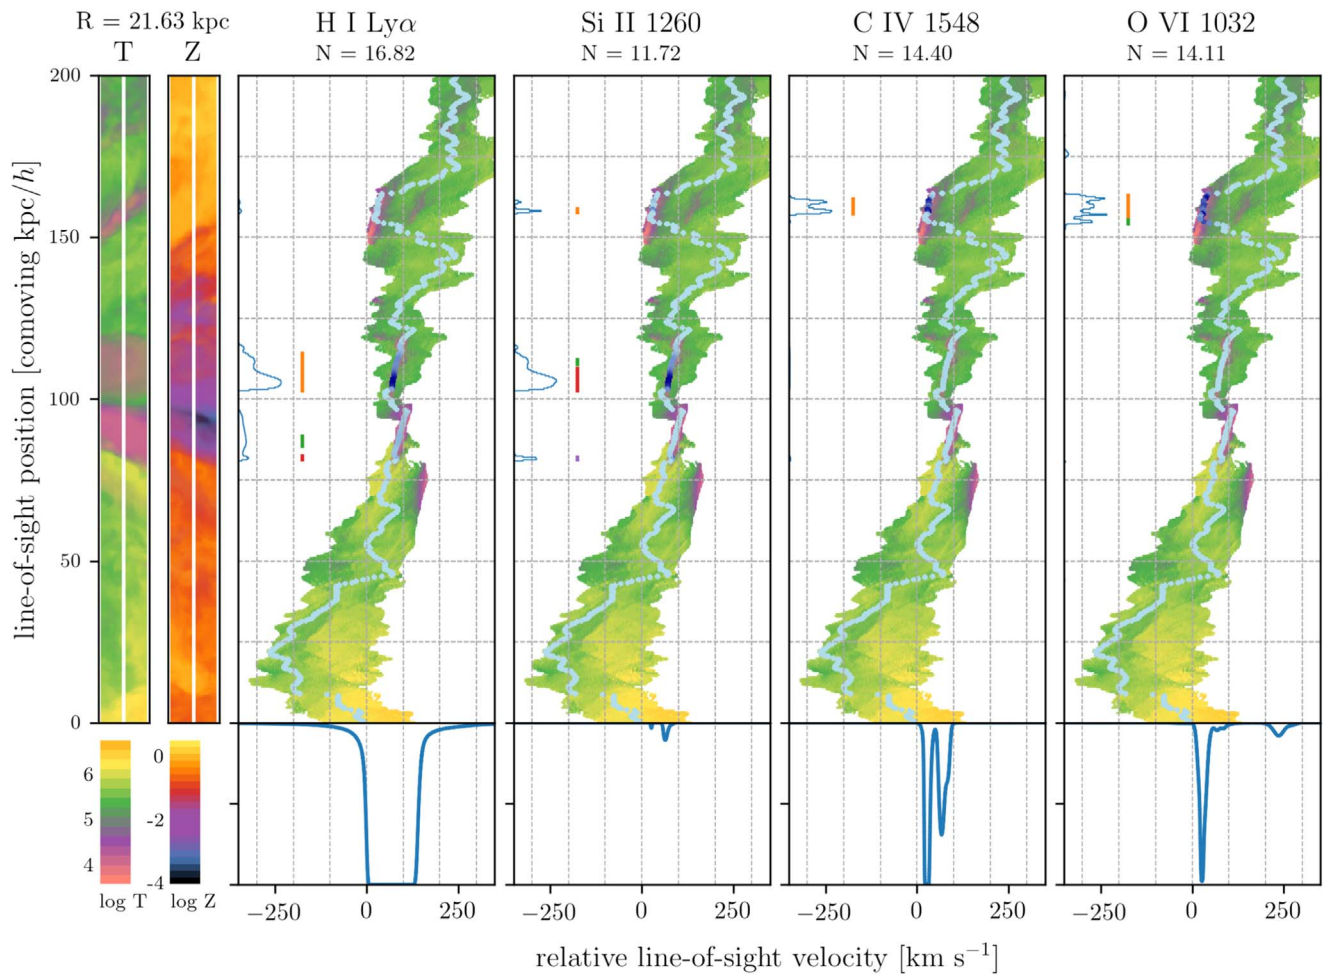 R = 21.63 kpc
T Z
H I Lyα
N = 16.82
Si II 1260
N = 11.72
C IV 1548
N = 14.40
O VI 1032
N = 14.11
line-of-sight position [comoving kpc/h]
200
150
100
50
0
6
5
4
log T
0
-2
-4
log Z
−250 0 250
−250 0 250
−250 0 250
−250 0 250
relative line-of-sight velocity [km s⁻¹]